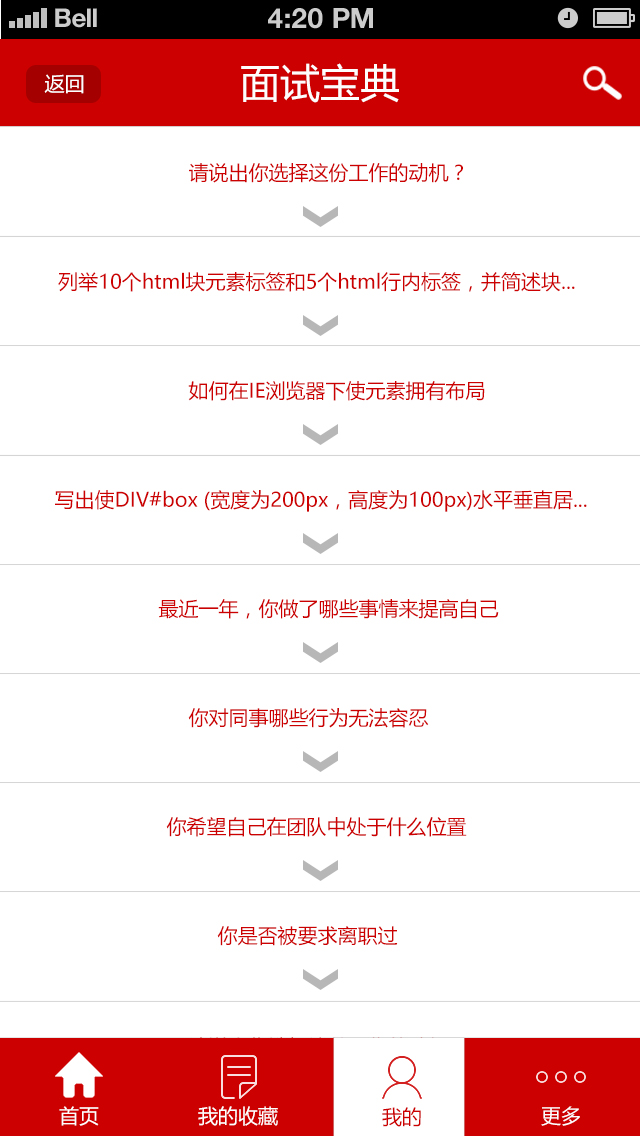 Bell 4:20 PM
返回 面试宝典
请说出你选择这份工作的动机？
列举10个html块元素标签和5个html行内标签，并简述块...
如何在IE浏览器下使元素拥有布局
写出使DIV#box (宽度为200px，高度为100px)水平垂直居...
最近一年，你做了哪些事情来提高自己
你对同事哪些行为无法容忍
你希望自己在团队中处于什么位置
你是否被要求离职过
首页 我的收藏 我的 更多